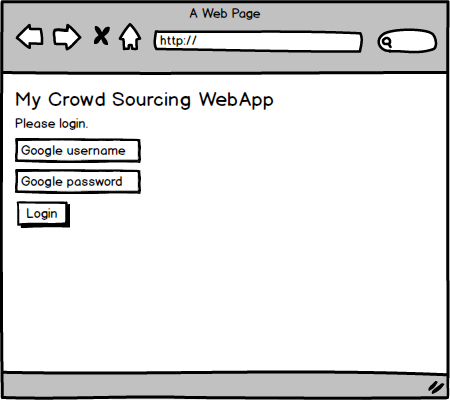 A Web Page
http://
My Crowd Sourcing WebApp
Please login.
Google username
Google password
Login